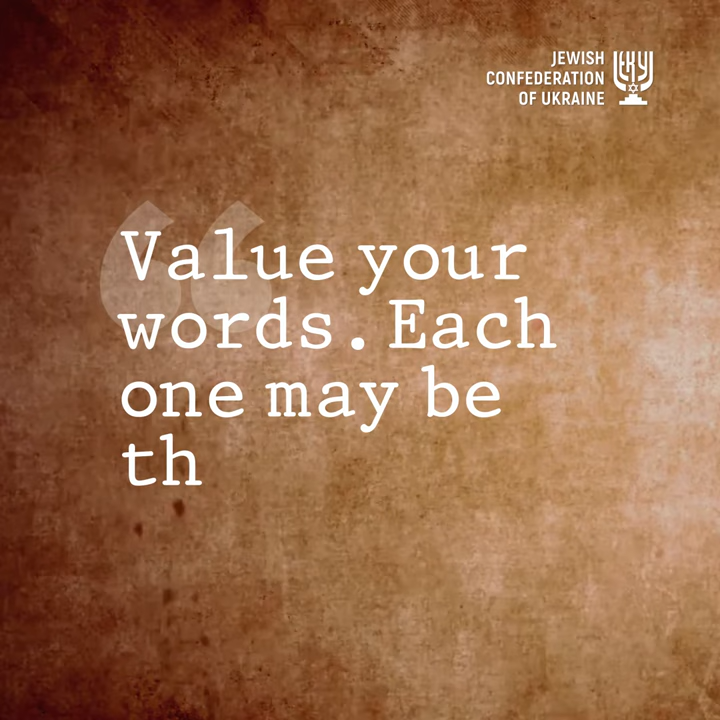 JEWISH
CONFEDERATION
OF UKRAINE
Value your
words. Each
one may be
th